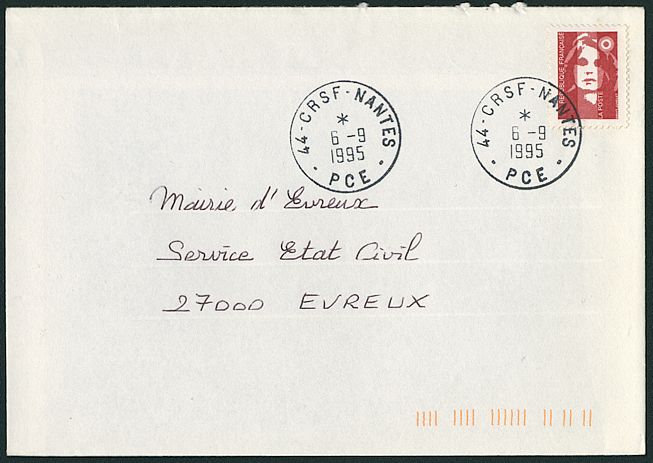 RÉPUBLIQUE FRANÇAISE
LA POSTE
44-CRSF-NANTES
*
6 -9
1995
- PCE -
44-CRSF-NANTES
*
6 -9
1995
- PCE -
Mairie d'Evreux
Service Etat Civil
27000 EVREUX